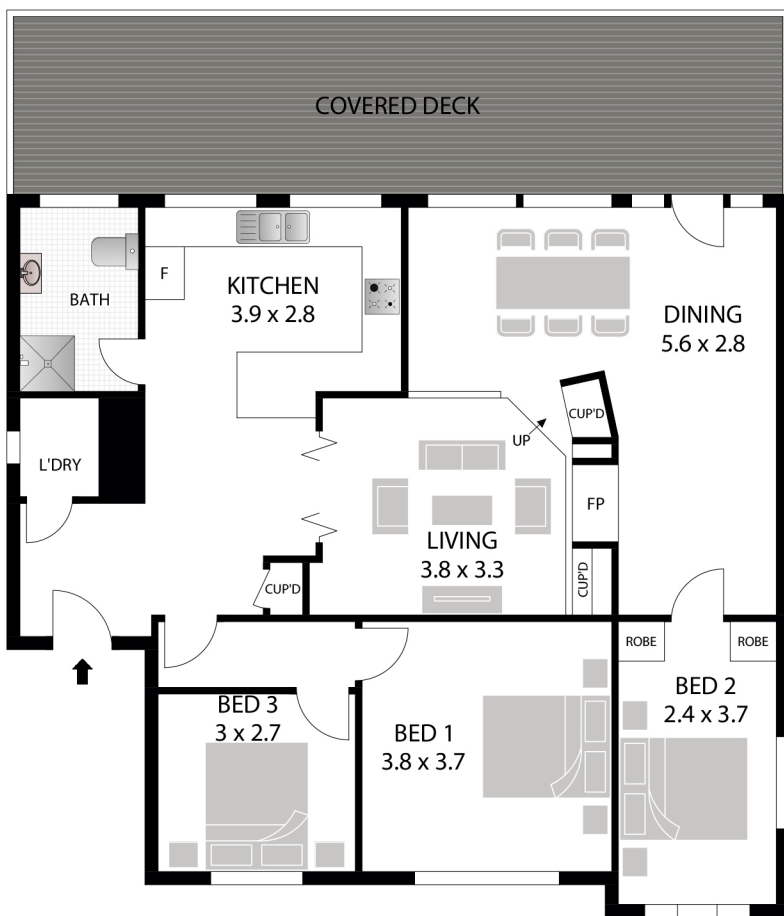 COVERED DECK
F
KITCHEN
3.9 x 2.8
BATH
DINING
5.6 x 2.8
CUP'D
UP
L'DRY
FP
LIVING
3.8 x 3.3
CUP'D
CUP'D
ROBE
ROBE
BED 3
3 x 2.7
BED 1
3.8 x 3.7
BED 2
2.4 x 3.7